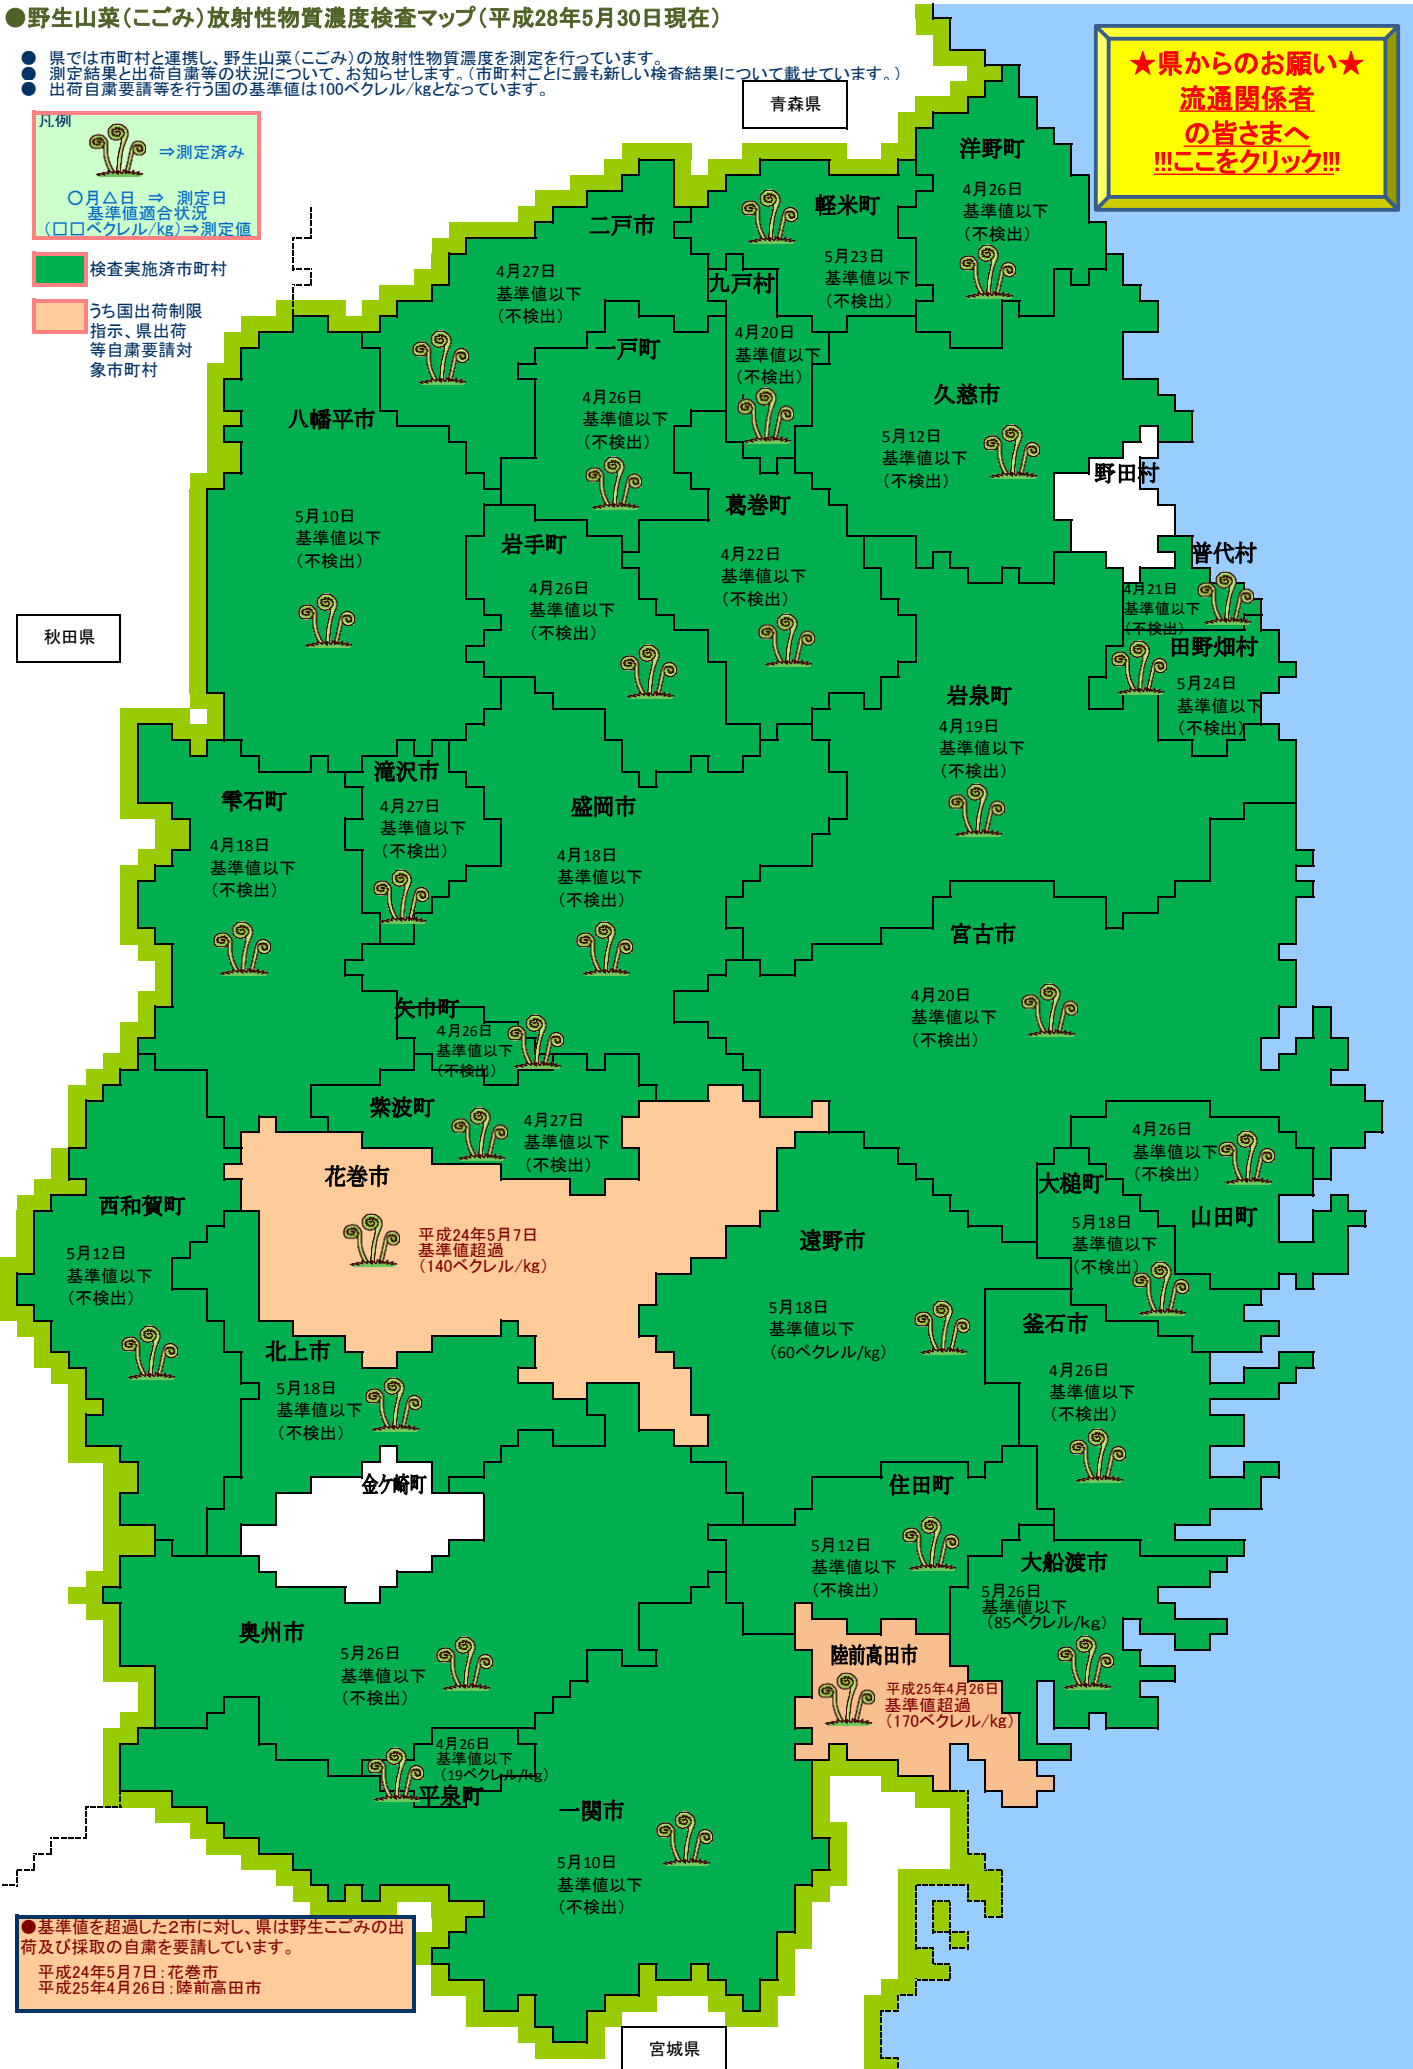 ●野生山菜（こごみ）放射性物質濃度検査マップ（平成28年5月30日現在）
● 県では市町村と連携し、野生山菜（こごみ）の放射性物質濃度を測定を行っています。
● 測定結果と出荷自粛等の状況について、お知らせします。（市町村ごとに最も新しい検査結果について載せています。）
● 出荷自粛要請等を行う国の基準値は100ベクレル/kgとなっています。
★県からのお願い★
流通関係者
の皆さまへ
!!!ここをクリック!!!
凡例
⇒測定済み
〇月△日 ⇒ 測定日
基準値適合状況
（□□ベクレル/kg）⇒測定値
検査実施済市町村
うち国出荷制限
指示、県出荷
等自粛要請対
象市町村
青森県
洋野町
4月26日
基準値以下
（不検出）
軽米町
5月23日
基準値以下
（不検出）
二戸市
4月27日
基準値以下
（不検出）
九戸村
4月20日
基準値以下
（不検出）
一戸町
4月26日
基準値以下
（不検出）
久慈市
5月12日
基準値以下
（不検出）
八幡平市
5月10日
基準値以下
（不検出）
野田村
葛巻町
4月22日
基準値以下
（不検出）
岩手町
4月26日
基準値以下
（不検出）
普代村
4月21日
基準値以下
（不検出）
秋田県
田野畑村
5月24日
基準値以下
（不検出）
岩泉町
4月19日
基準値以下
（不検出）
滝沢市
4月27日
基準値以下
（不検出）
雫石町
4月18日
基準値以下
（不検出）
盛岡市
4月18日
基準値以下
（不検出）
宮古市
4月20日
基準値以下
（不検出）
矢巾町
4月26日
基準値以下
（不検出）
紫波町
4月27日
基準値以下
（不検出）
4月26日
基準値以下
（不検出）
山田町
大槌町
5月18日
基準値以下
（不検出）
花巻市
平成24年5月7日
基準値超過
（140ベクレル/kg）
西和賀町
5月12日
基準値以下
（不検出）
遠野市
5月18日
基準値以下
（60ベクレル/kg）
釜石市
4月26日
基準値以下
（不検出）
北上市
5月18日
基準値以下
（不検出）
金ケ崎町
住田町
5月12日
基準値以下
（不検出）
大船渡市
5月26日
基準値以下
（85ベクレル/kg）
奥州市
5月26日
基準値以下
（不検出）
陸前高田市
平成25年4月26日
基準値超過
（170ベクレル/kg）
4月26日
基準値以下
（19ベクレル/kg）
平泉町
一関市
5月10日
基準値以下
（不検出）
●基準値を超過した2市に対し、県は野生こごみの出
荷及び採取の自粛を要請しています。
平成24年5月7日：花巻市
平成25年4月26日：陸前高田市
宮城県